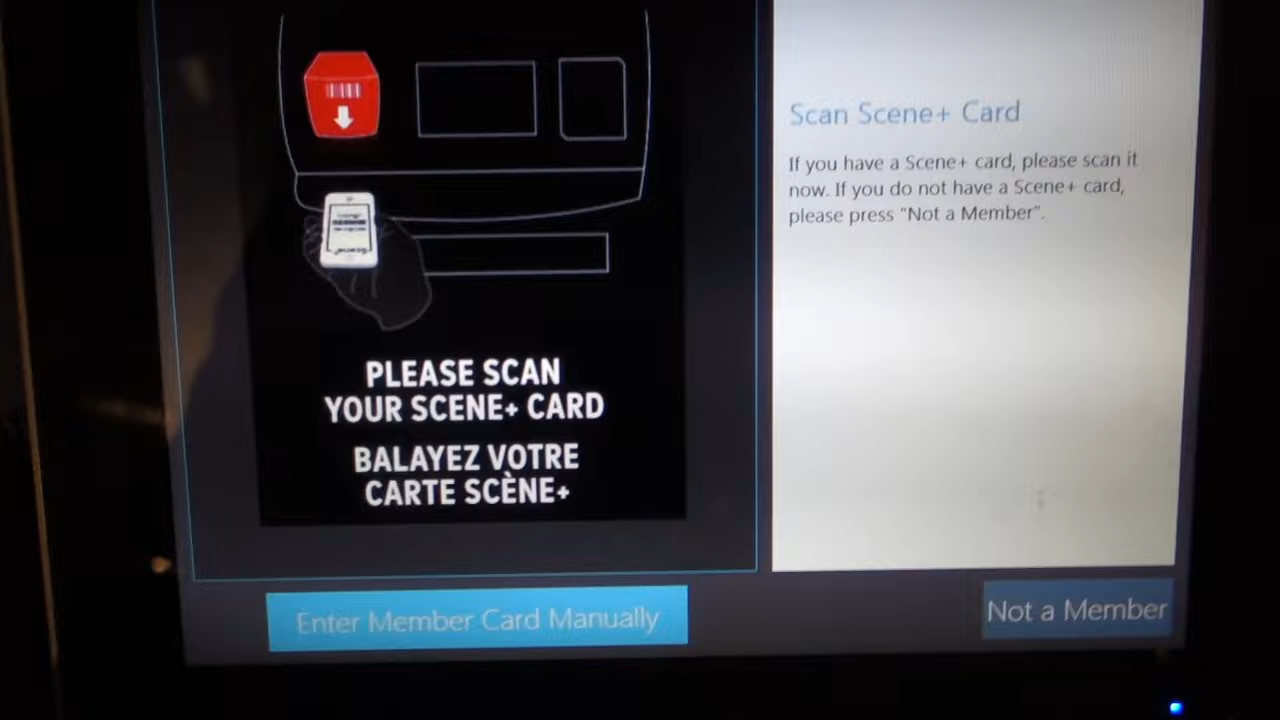 PLEASE SCAN
YOUR SCENE+ CARD
BALAYEZ VOTRE
CARTE SCÈNE+
Scan Scene+ Card
If you have a Scene+ card, please scan it
now. If you do not have a Scene+ card,
please press "Not a Member".
Enter Member Card Manually
Not a Member